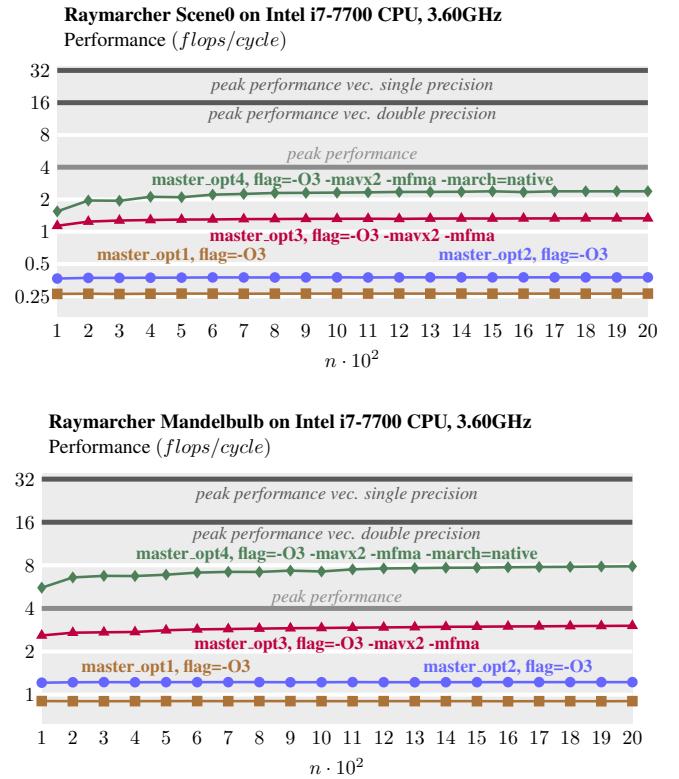 Raymarcher Scene0 on Intel i7-7700 CPU, 3.60GHz
Performance (flops/cycle)
32
peak performance vec. single precision
16
peak performance vec. double precision
8
peak performance
4
master_opt4, flag=-O3 -mavx2 -mfma -march=native
2
1
master_opt3, flag=-O3 -mavx2 -mfma
master_opt1, flag=-O3 master_opt2, flag=-O3
0.5
0.25
1 2 3 4 5 6 7 8 9 10 11 12 13 14 15 16 17 18 19 20
n · 10²
Raymarcher Mandelbulb on Intel i7-7700 CPU, 3.60GHz
Performance (flops/cycle)
32
peak performance vec. single precision
16
peak performance vec. double precision
master_opt4, flag=-O3 -mavx2 -mfma -march=native
8
peak performance
4
master_opt3, flag=-O3 -mavx2 -mfma
2
master_opt1, flag=-O3 master_opt2, flag=-O3
1
1 2 3 4 5 6 7 8 9 10 11 12 13 14 15 16 17 18 19 20
n · 10²